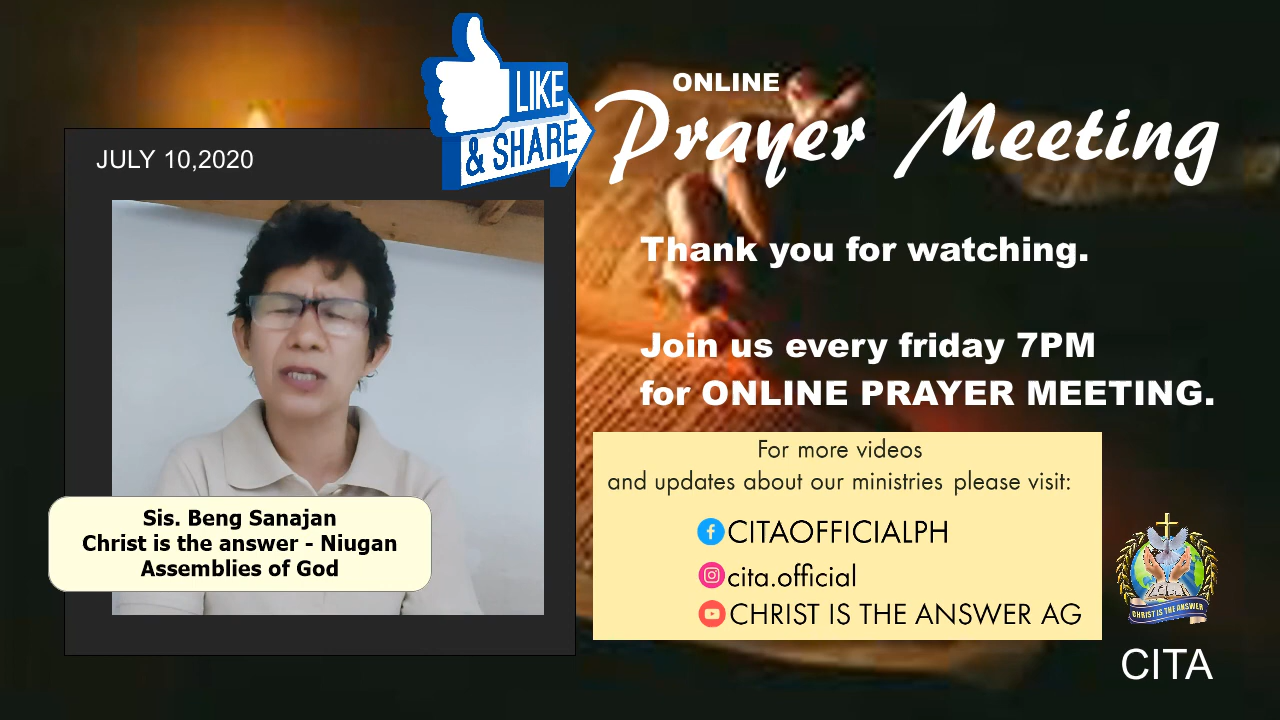 LIKE
& SHARE
ONLINE
Prayer Meeting
JULY 10,2020
Thank you for watching.
Join us every friday 7PM
for ONLINE PRAYER MEETING.
Sis. Beng Sanajan
Christ is the answer - Niugan
Assemblies of God
For more videos
and updates about our ministries please visit:
CITAOFFICIALPH
cita.official
CHRIST IS THE ANSWER AG
CHRIST IS THE ANSWER
CITA